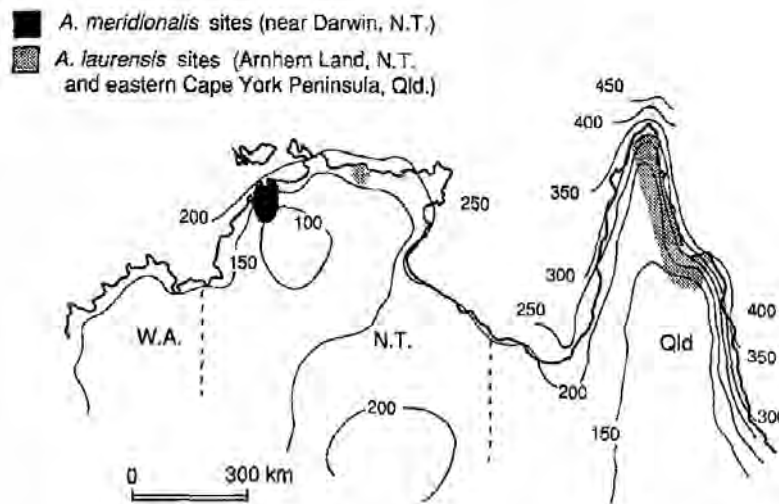 A. meridionalis sites (near Darwin, N.T.)
A. laurensis sites (Arnhem Land, N.T.
and eastern Cape York Peninsula, Qld.)
450
400
350
200
250
100
150
300
250
400
W.A.
N.T.
Qld
350
200
200
150
300
0 300 km